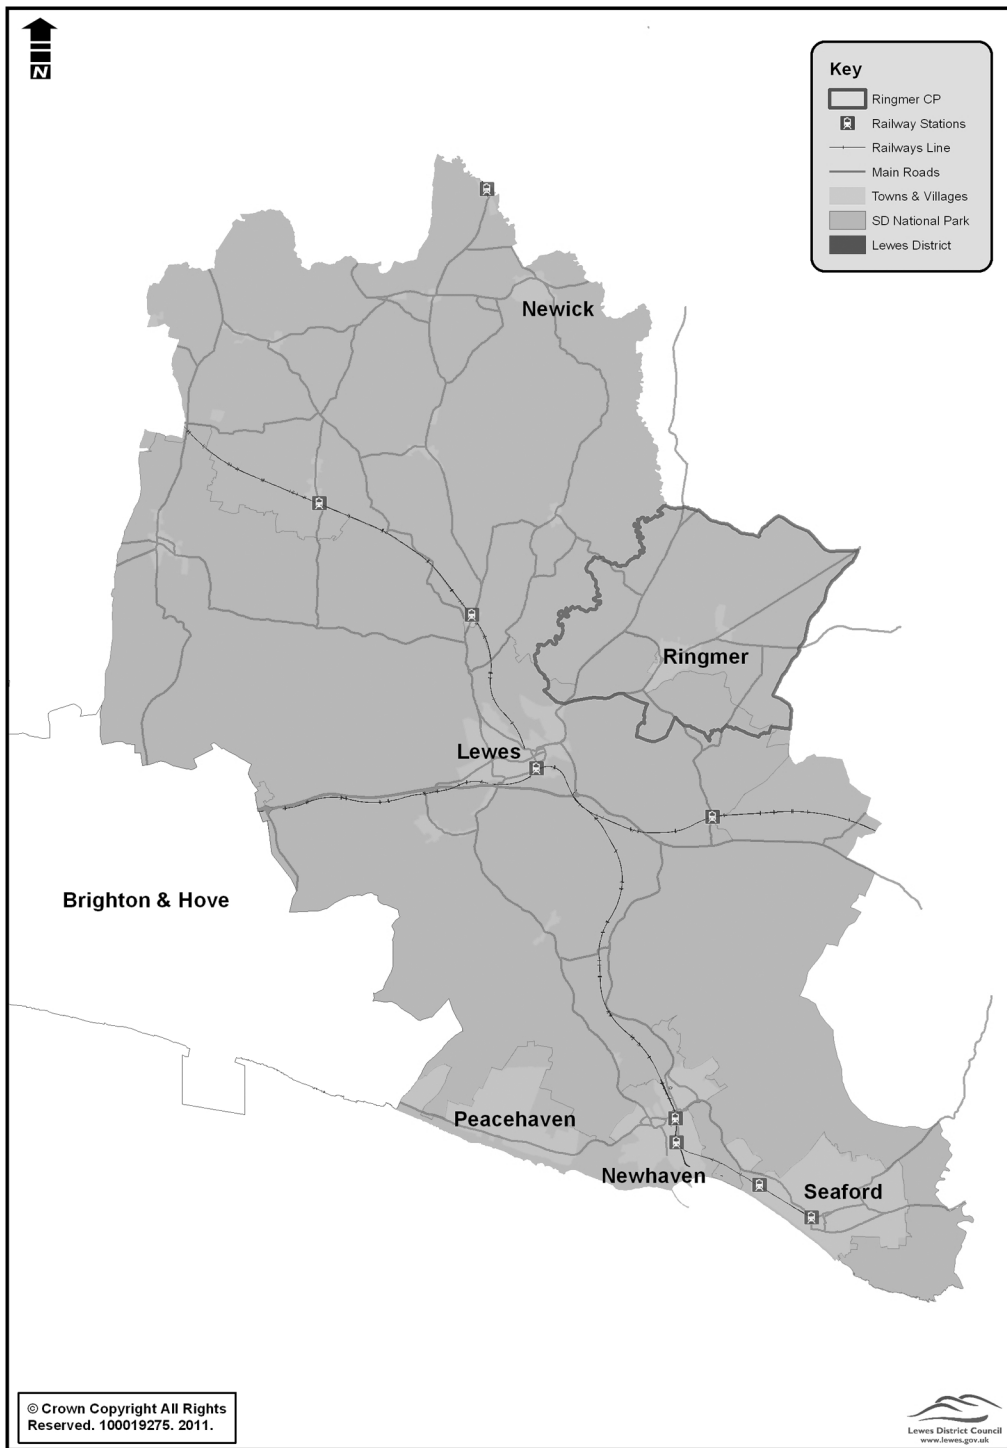 N
Key
Ringmer CP
Railway Stations
Railways Line
Main Roads
Towns & Villages
SD National Park
Lewes District
Newick
Ringmer
Lewes
Brighton & Hove
Peacehaven
Newhaven
Seaford
© Crown Copyright All Rights
Reserved. 100019275. 2011.
Lewes District Council
www.lewes.gov.uk